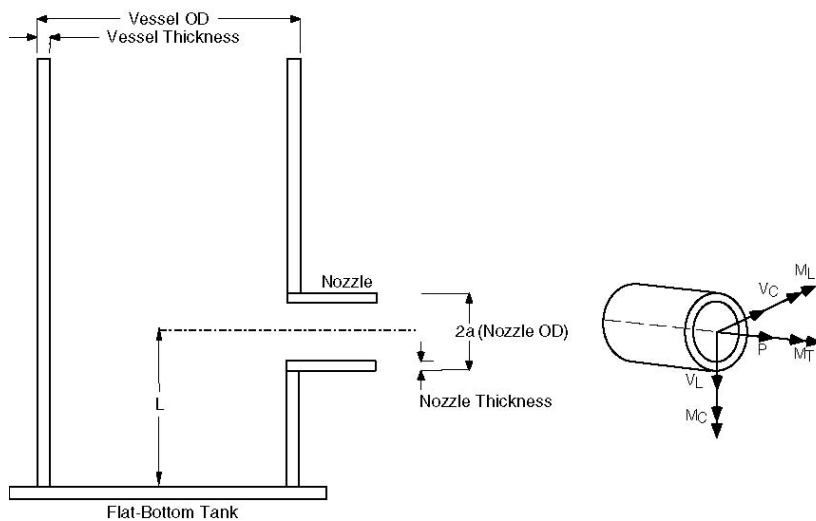 Vessel OD
Vessel Thickness
Nozzle
2a (Nozzle OD)
L
Nozzle Thickness
Flat-Bottom Tank
ML
VC
P
MT
VL
MC